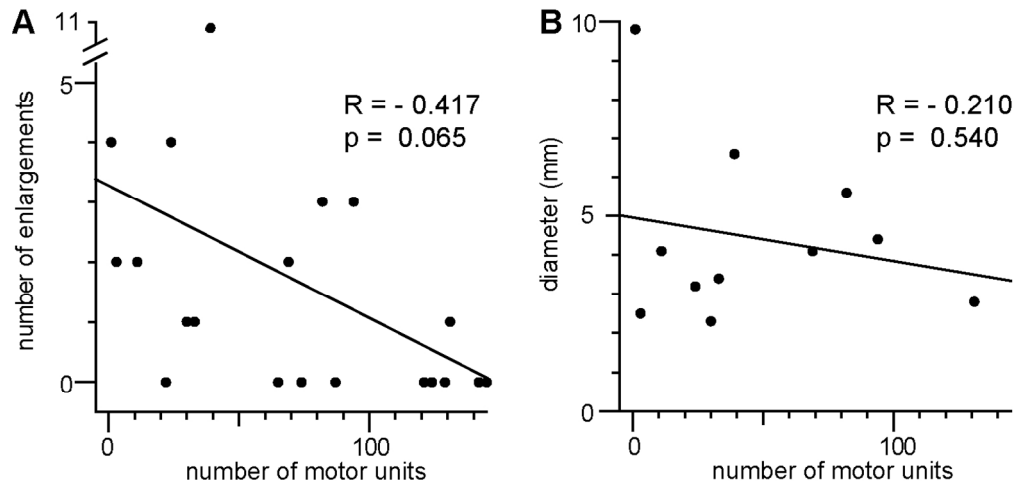 A
11
5
0
number of enlargements
R = - 0.417
p = 0.065
0 100
number of motor units
B
10
5
0
diameter (mm)
R = - 0.210
p = 0.540
0 100
number of motor units